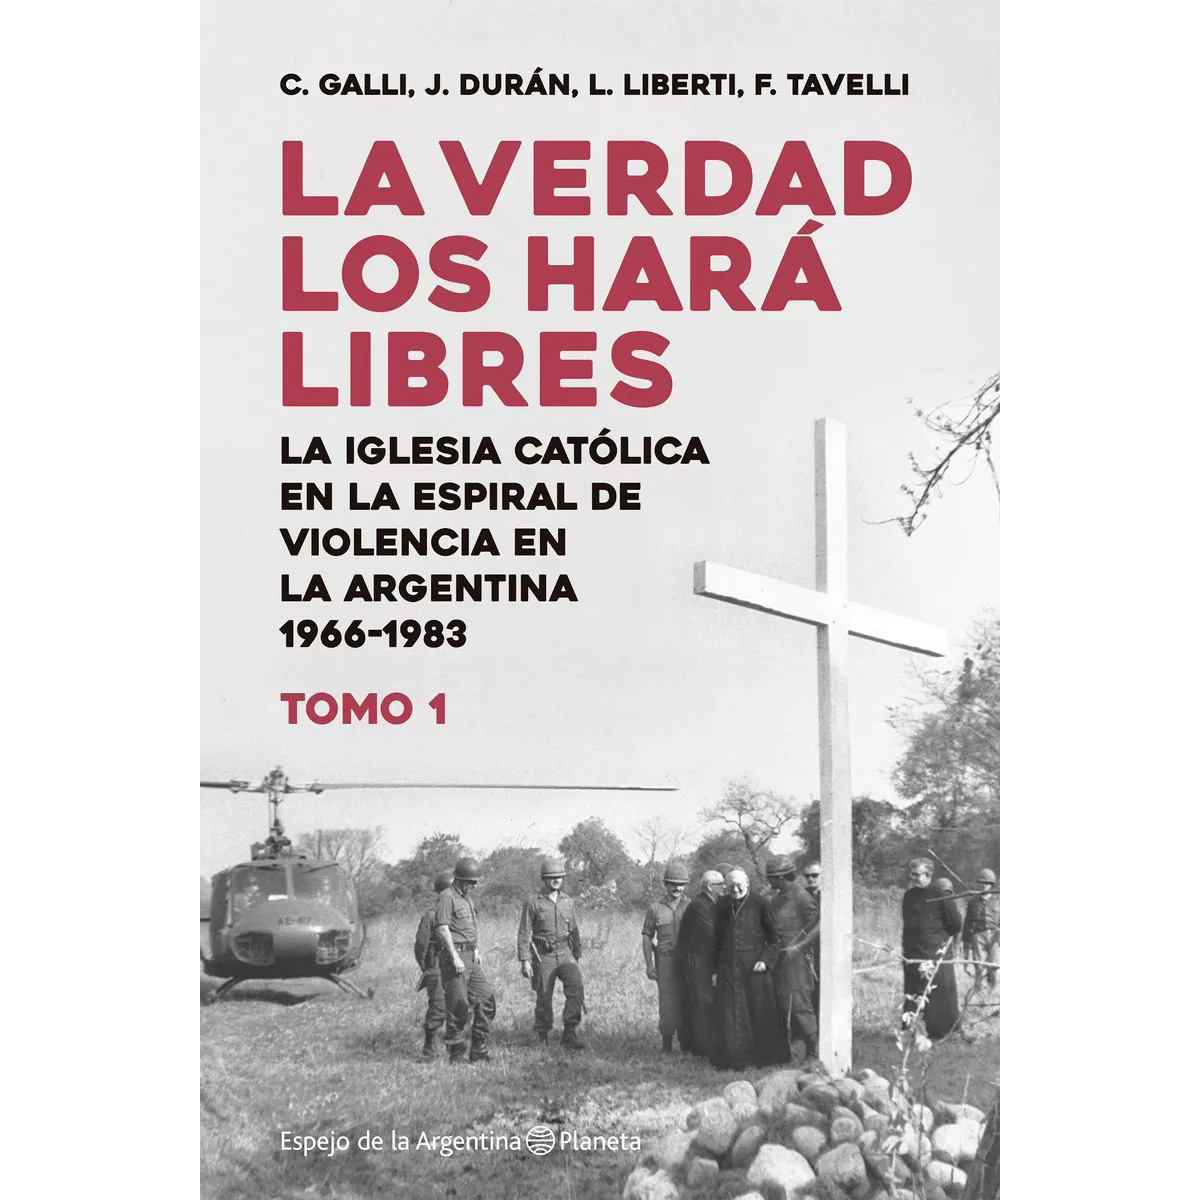 C. GALLI, J. DURÁN, L. LIBERTI, F. TAVELLI
LA VERDAD
LOS HARÁ
LIBRES
LA IGLESIA CATÓLICA
EN LA ESPIRAL DE
VIOLENCIA EN
LA ARGENTINA
1966-1983
TOMO 1
Espejo de la Argentina Planeta